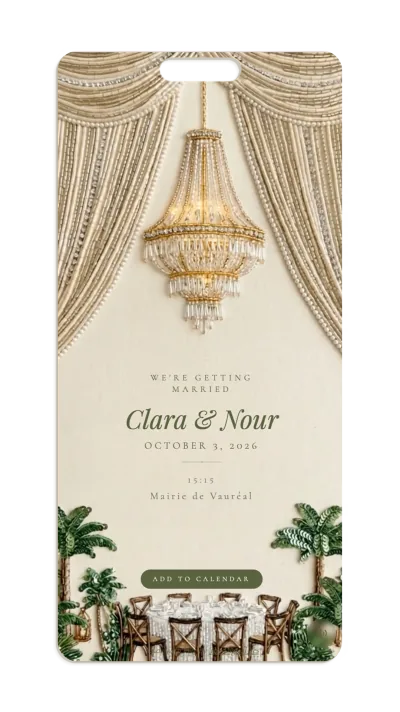 WE'RE GETTING
MARRIED
Clara & Nour
OCTOBER 3, 2026
15:15
Mairie de Vauréal
ADD TO CALENDAR